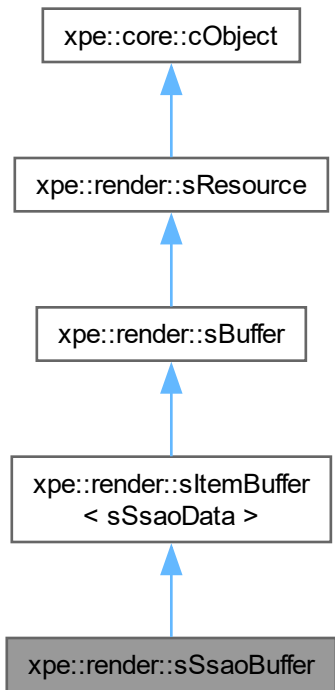 xpe::core::cObject
xpe::render::sResource
xpe::render::sBuffer
xpe::render::sItemBuffer
< sSsaoData >
xpe::render::sSsaoBuffer